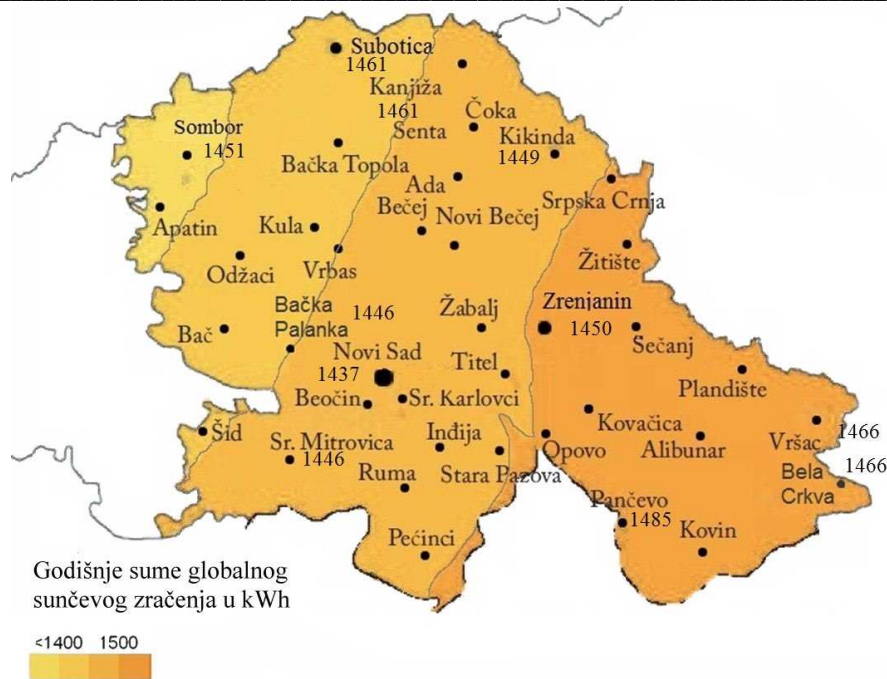 Subotica
1461
Kanjiža
1461
Čoka
Senta
Sombor
1451
Kikinda
1449
Bačka Topola
Ada
Srpska Crnja
Bečej
Novi Bečej
Apatin
Kula
Žitište
Odžaci
Vrbas
Bačka
Palanka
1446
Žabalj
Zrenjanin
1450
Bač
Sečanj
Novi Sad
1437
Titel
Plandište
Beočin
Sr. Karlovci
Kovačica
Šid
Inđija
Vršac
1466
Sr. Mitrovica
1446
Opovo
Alibunar
Ruma
Stara Pazova
Bela
Crkva
1466
Pančevo
1485
Kovin
Pećinci
Godišnje sume globalnog
sunčevog zračenja u kWh
<1400 1500